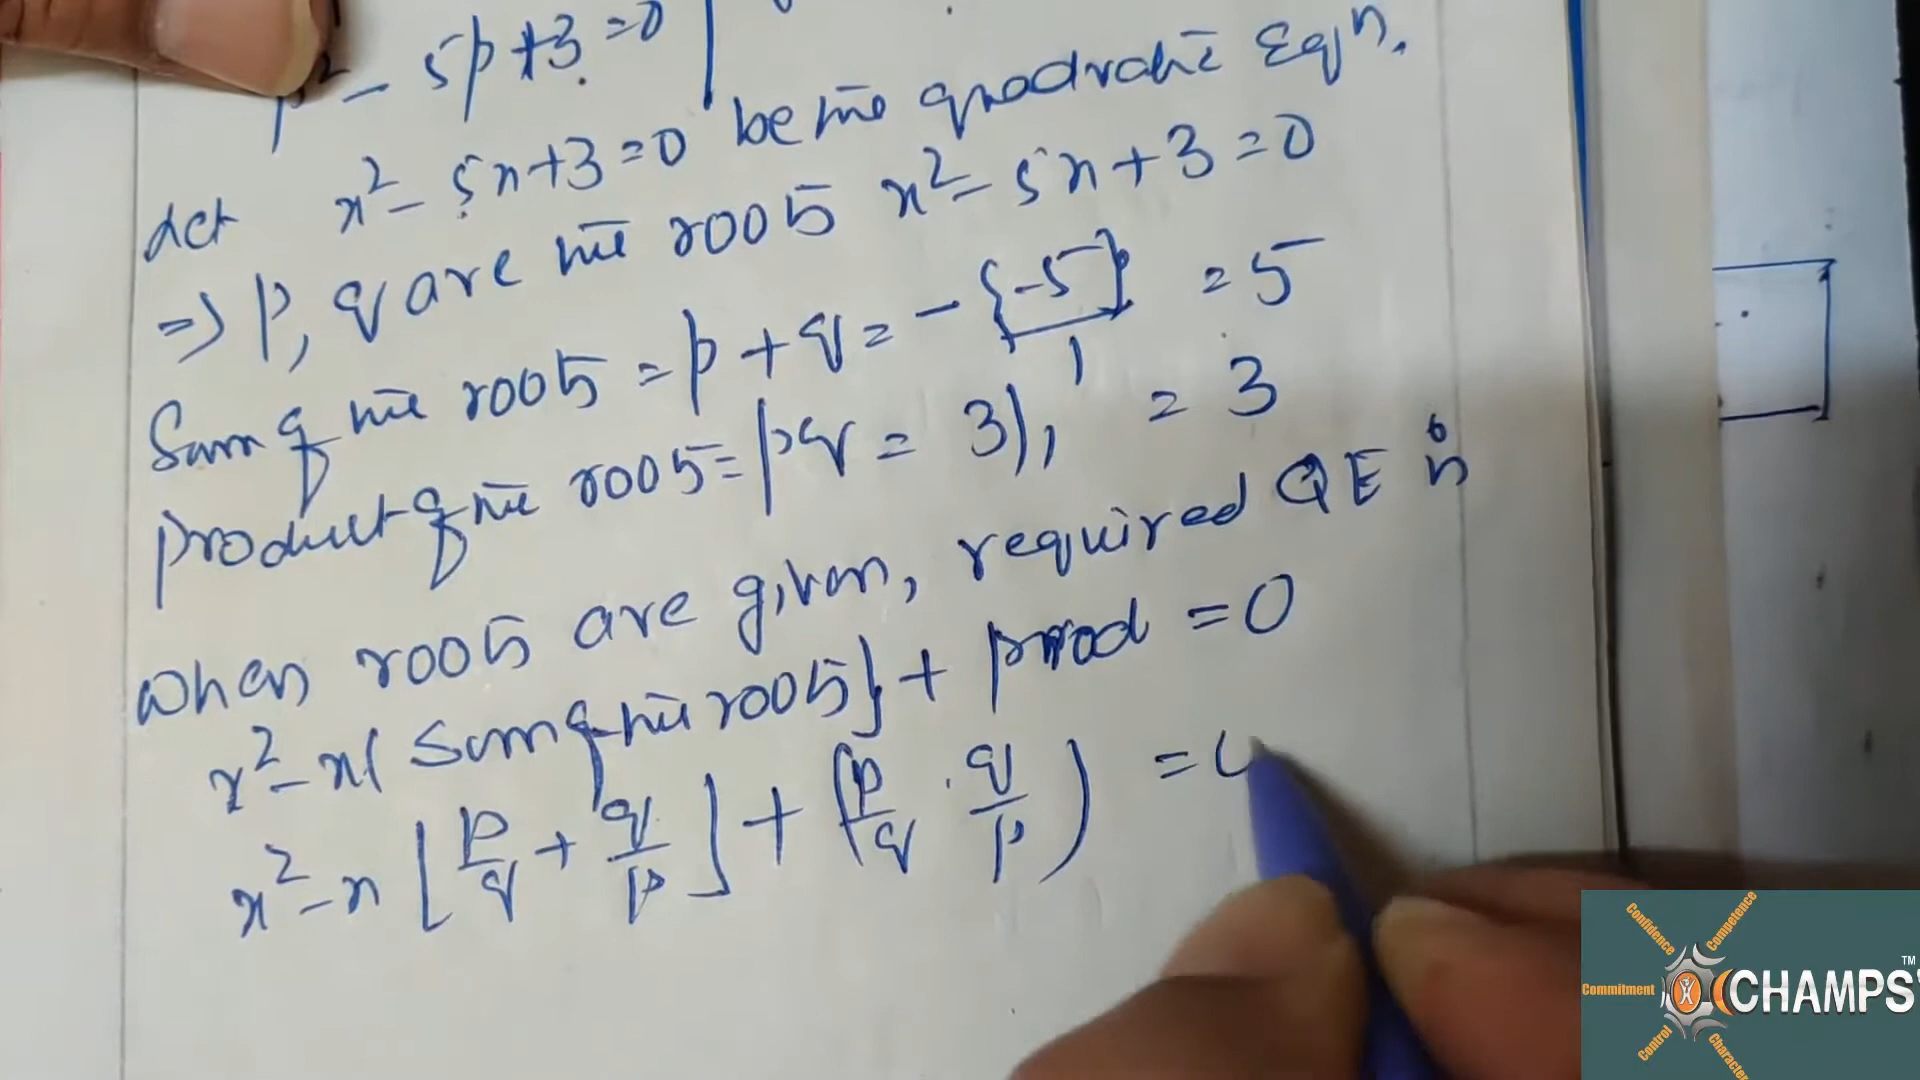 p² - 5p + 3 = 0
Let x² - 5x + 3 = 0 be the quadratic Eqn.
=> p, q are the roots x² - 5x + 3 = 0
Sum of the roots = p + q = -{-5}/1 = 5
product of the roots = pq = 3/1 = 3
When roots are given, required QE is
x² - x{Sum of the roots} + prod = 0
x² - x [p/q + q/p] + (p/q . q/p) =
Confidence
Competence
Commitment
CHAMPS™
Control
Character